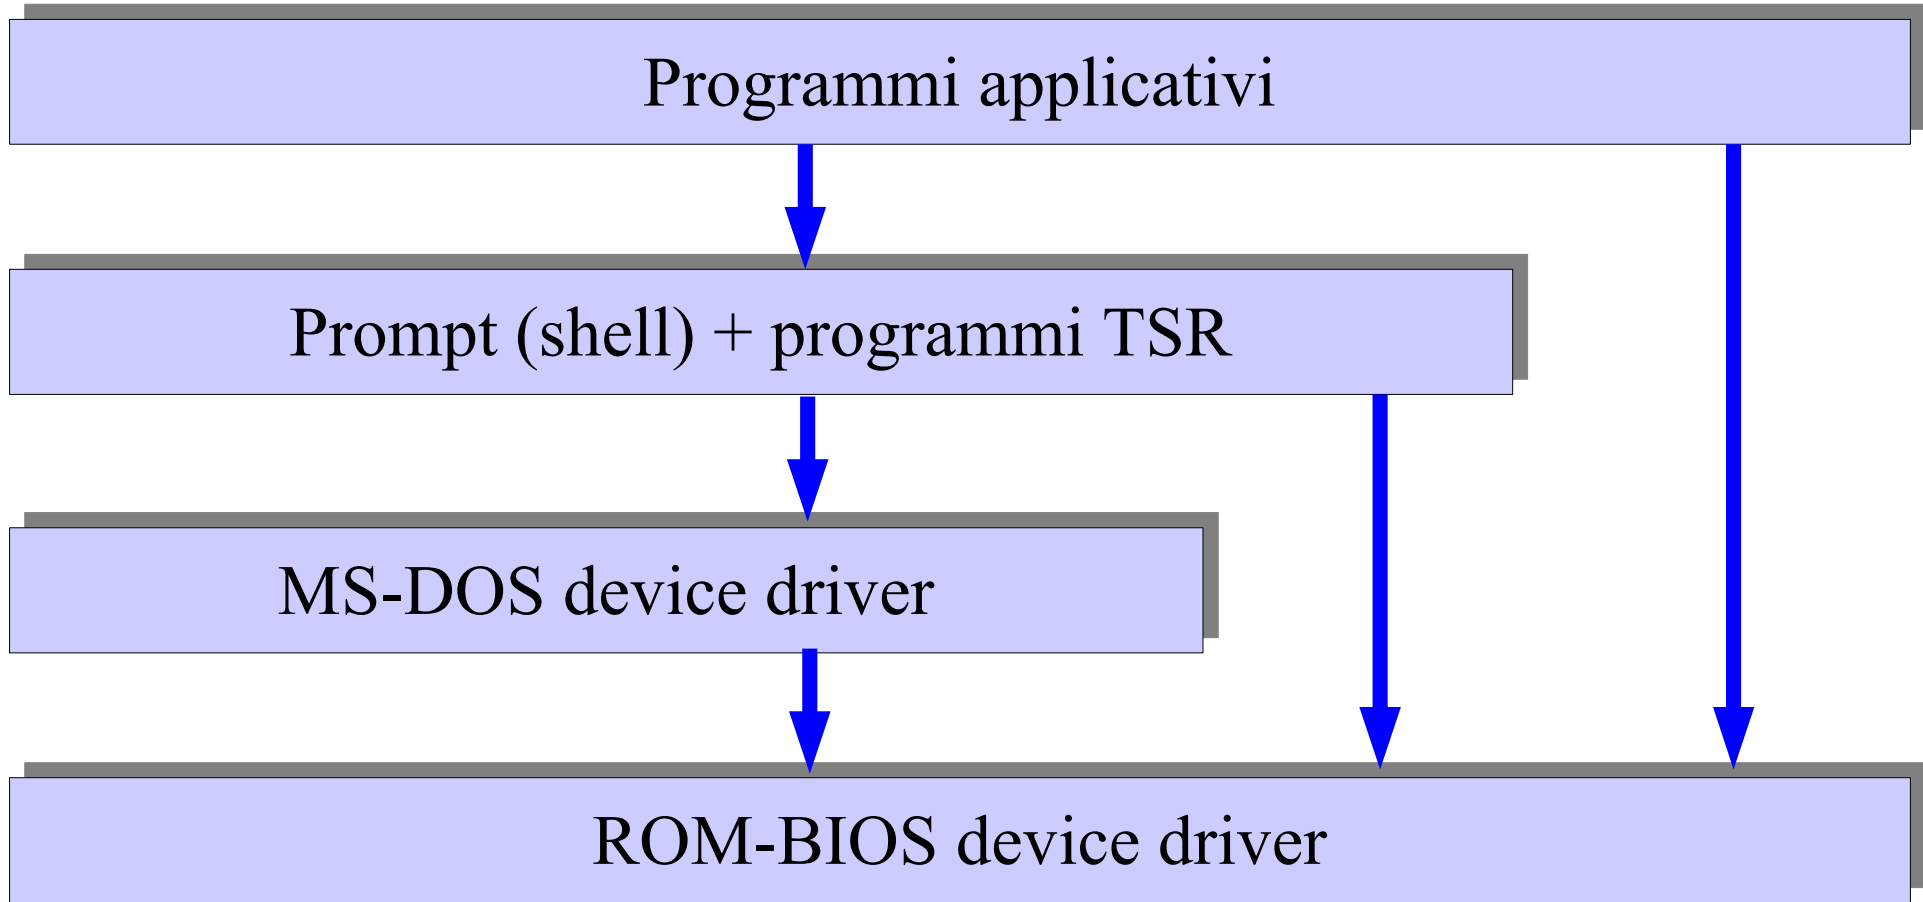 Programmi applicativi
Prompt (shell) + programmi TSR
MS-DOS device driver
ROM-BIOS device driver